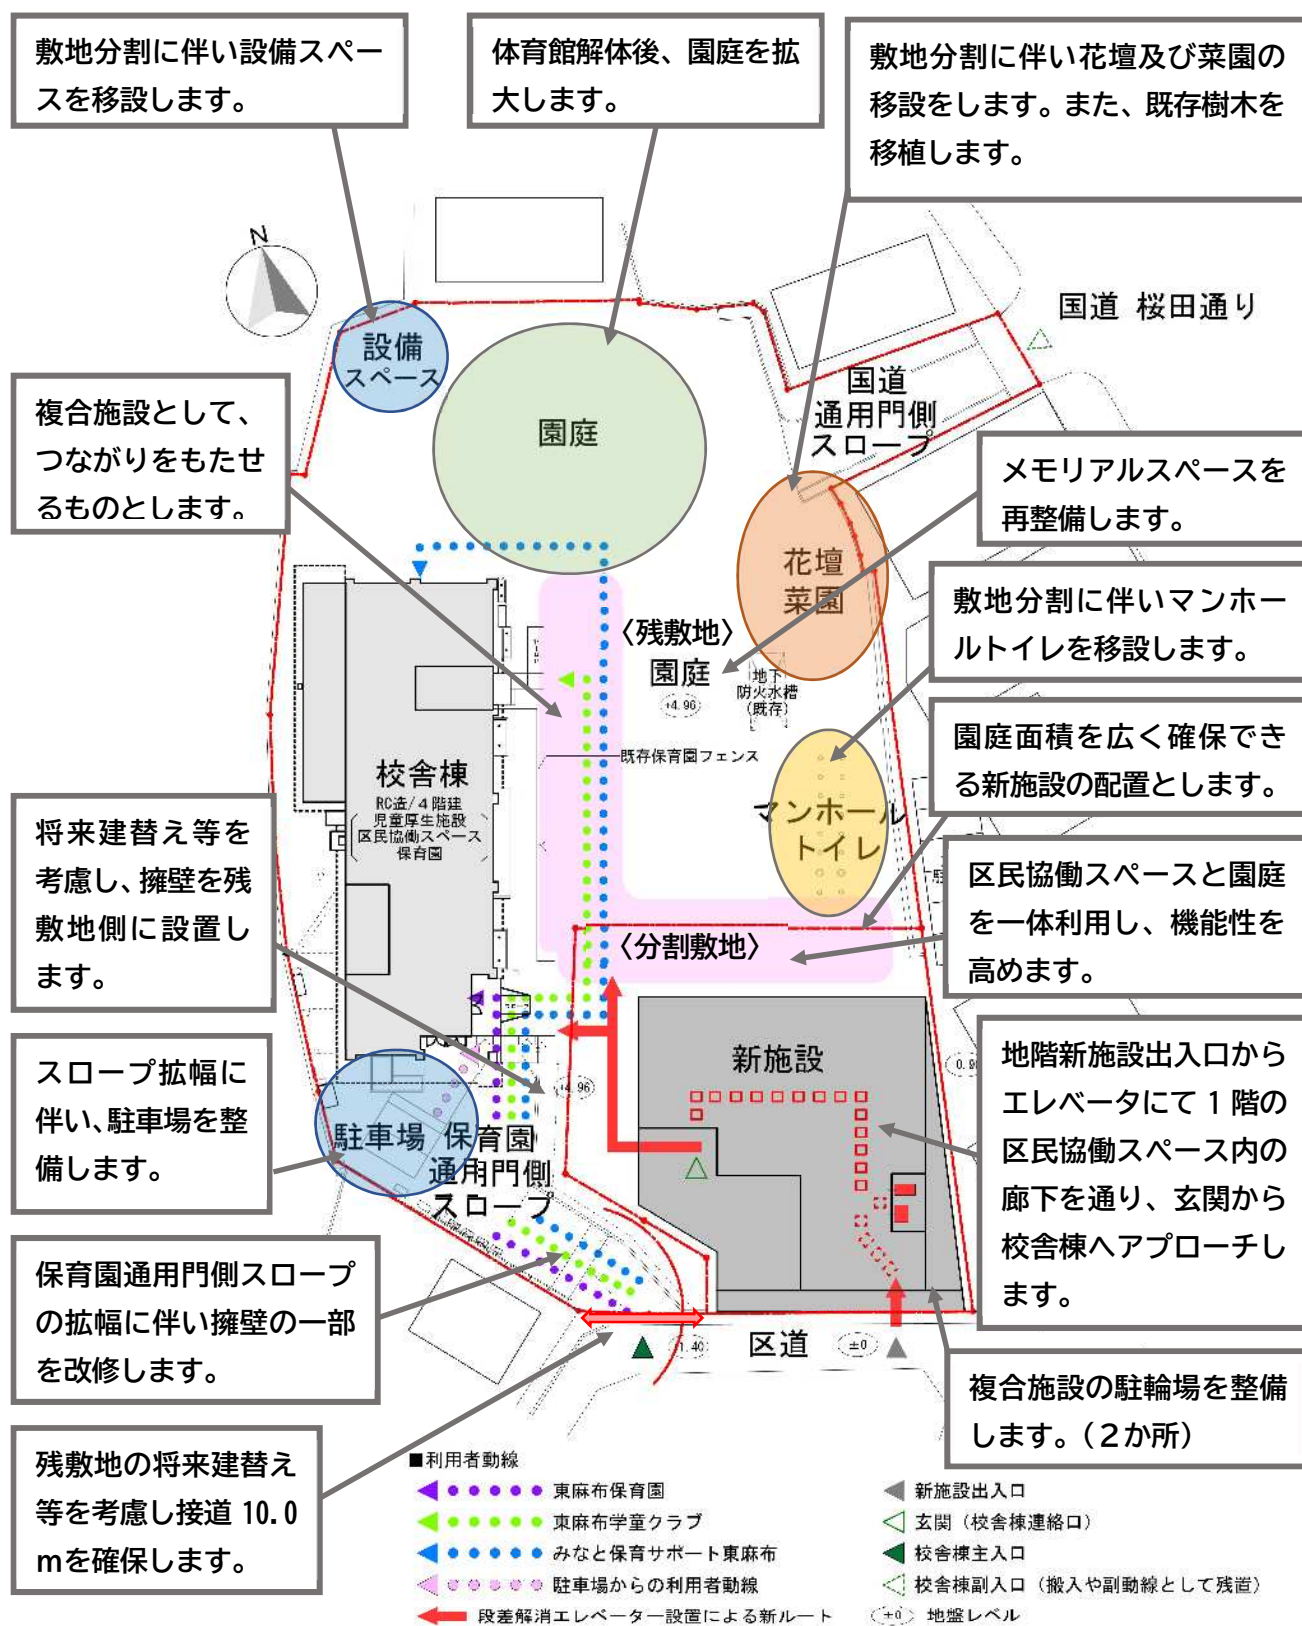 敷地分割に伴い設備スペー
スを移設します。
体育館解体後、園庭を拡
大します。
敷地分割に伴い花壇及び菜園の
移設をします。また、既存樹木を
移植します。
N
国道 桜田通り
設備
スペース
園庭
国道
通用門側
スロープ
複合施設として、
つながりをもたせ
るものとします。
メモリアルスペースを
再整備します。
花壇
菜園
敷地分割に伴いマンホー
ルトイレを移設します。
〈残敷地〉
園庭
+4.96
地下
防火水槽
(既存)
園庭面積を広く確保でき
る新施設の配置とします。
既存保育園フェンス
校舎棟
RC造/4階建
児童厚生施設
区民協働スペース
保育園
マンホール
トイレ
将来建替え等を
考慮し、擁壁を残
敷地側に設置し
ます。
区民協働スペースと園庭
を一体利用し、機能性を
高めます。
〈分割敷地〉
新施設
地階新施設出入口から
エレベータにて1階の
区民協働スペース内の
廊下を通り、玄関から
校舎棟へアプローチし
ます。
スロープ拡幅に
伴い、駐車場を整
備します。
+4.96
駐車場
保育園
通用門側
スロープ
保育園通用門側スロープ
の拡幅に伴い擁壁の一部
を改修します。
1.40
区道
±0
複合施設の駐輪場を整備
します。(2か所)
残敷地の将来建替え
等を考慮し接道 10.0
mを確保します。
■利用者動線
東麻布保育園
東麻布学童クラブ
みなと保育サポート東麻布
駐車場からの利用者動線
段差解消エレベーター設置による新ルート
新施設出入口
玄関(校舎棟連絡口)
校舎棟主入口
校舎棟副入口(搬入や副動線として残置)
±0 地盤レベル